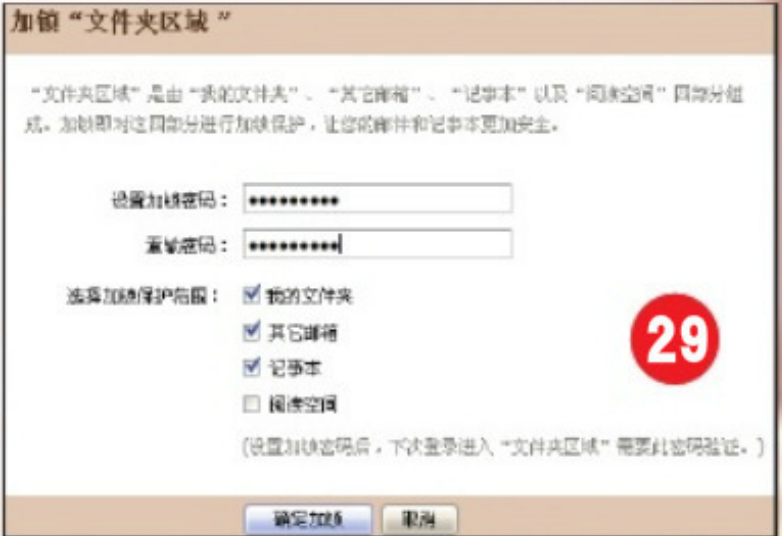 加锁“文件夹区域”
“文件夹区域”是由“我的文件夹”、“其它邮箱”、“记事本”以及“阅读空间”四部分组
成。加锁即对这四部分进行加锁保护，让您的邮件和记事本更加安全。
设置加锁密码：●●●●●●●●●
重输密码：●●●●●●●●●
选择加锁保护范围：我的文件夹
其它邮箱
记事本
阅读空间
29
(设置加锁密码后，下次登录进入“文件夹区域”需要此密码验证。)
确定加锁 取消